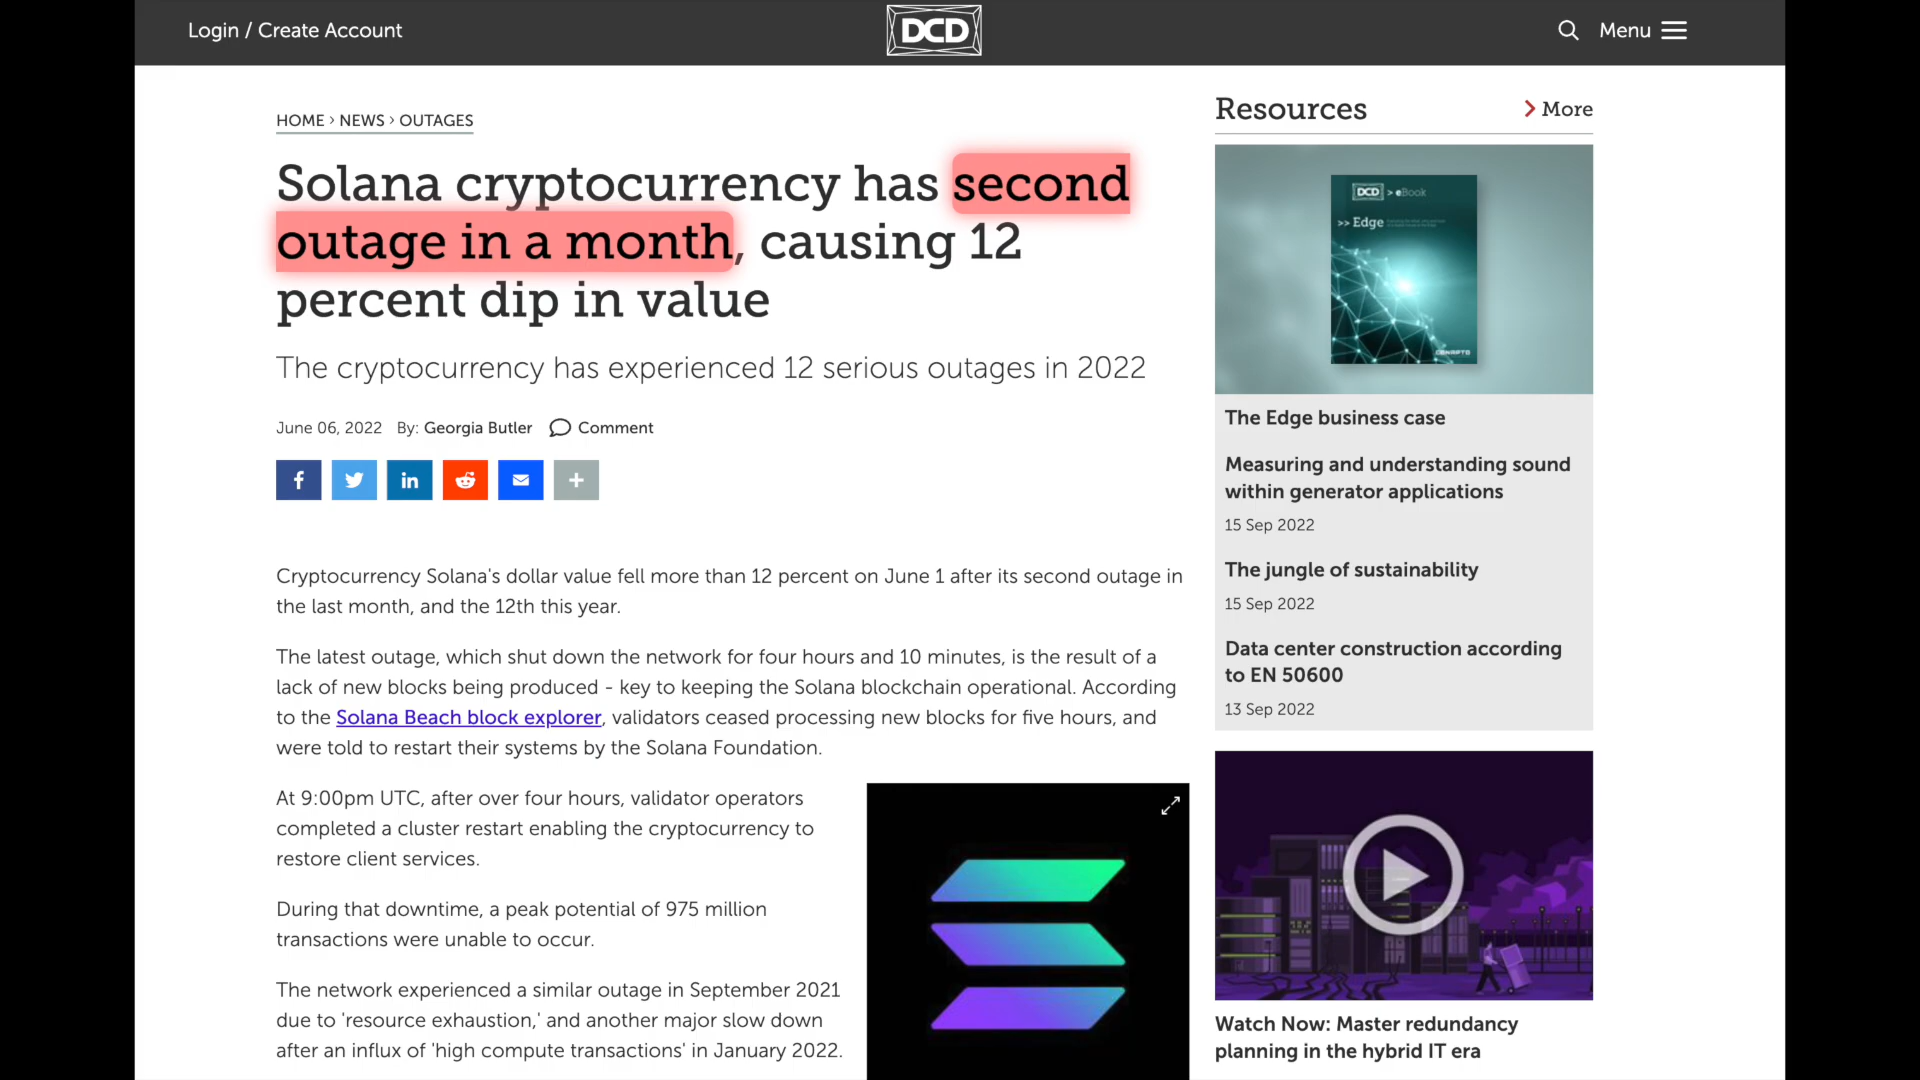 Login / Create Account
DCD
Menu
HOME › NEWS › OUTAGES
Solana cryptocurrency has second
outage in a month, causing 12
percent dip in value
The cryptocurrency has experienced 12 serious outages in 2022
June 06, 2022 By: Georgia Butler Comment
Cryptocurrency Solana's dollar value fell more than 12 percent on June 1 after its second outage in
the last month, and the 12th this year.
The latest outage, which shut down the network for four hours and 10 minutes, is the result of a
lack of new blocks being produced - key to keeping the Solana blockchain operational. According
to the Solana Beach block explorer, validators ceased processing new blocks for five hours, and
were told to restart their systems by the Solana Foundation.
At 9:00pm UTC, after over four hours, validator operators
completed a cluster restart enabling the cryptocurrency to
restore client services.
During that downtime, a peak potential of 975 million
transactions were unable to occur.
The network experienced a similar outage in September 2021
due to 'resource exhaustion,' and another major slow down
after an influx of 'high compute transactions' in January 2022.
Resources
More
DCD > eBook
>> Edge
The Edge business case
Measuring and understanding sound
within generator applications
15 Sep 2022
The jungle of sustainability
15 Sep 2022
Data center construction according
to EN 50600
13 Sep 2022
Watch Now: Master redundancy
planning in the hybrid IT era